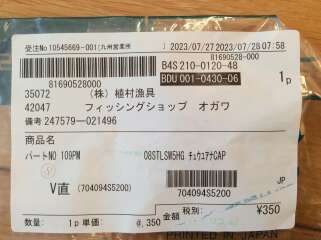 受注No 10545669-001(九州営業所) 2023/07/27 2023/07/28 07:58
81690528-000
81690528000 B4S 210-0120-48
BDU 001-0430-06 1p
35072 (株) 植村漁具
42047 フィッシングショップ オガワ
備考 247579-021496
商品名
パートNO 109PM 08STLSW5HG ﾁｭｳｴｱﾅCAP
V直 (704094S5200) 704094S5200 JP
数量: 1p 単価: @, 350 金額 税別: ¥350
PRINTED IN JAPAN